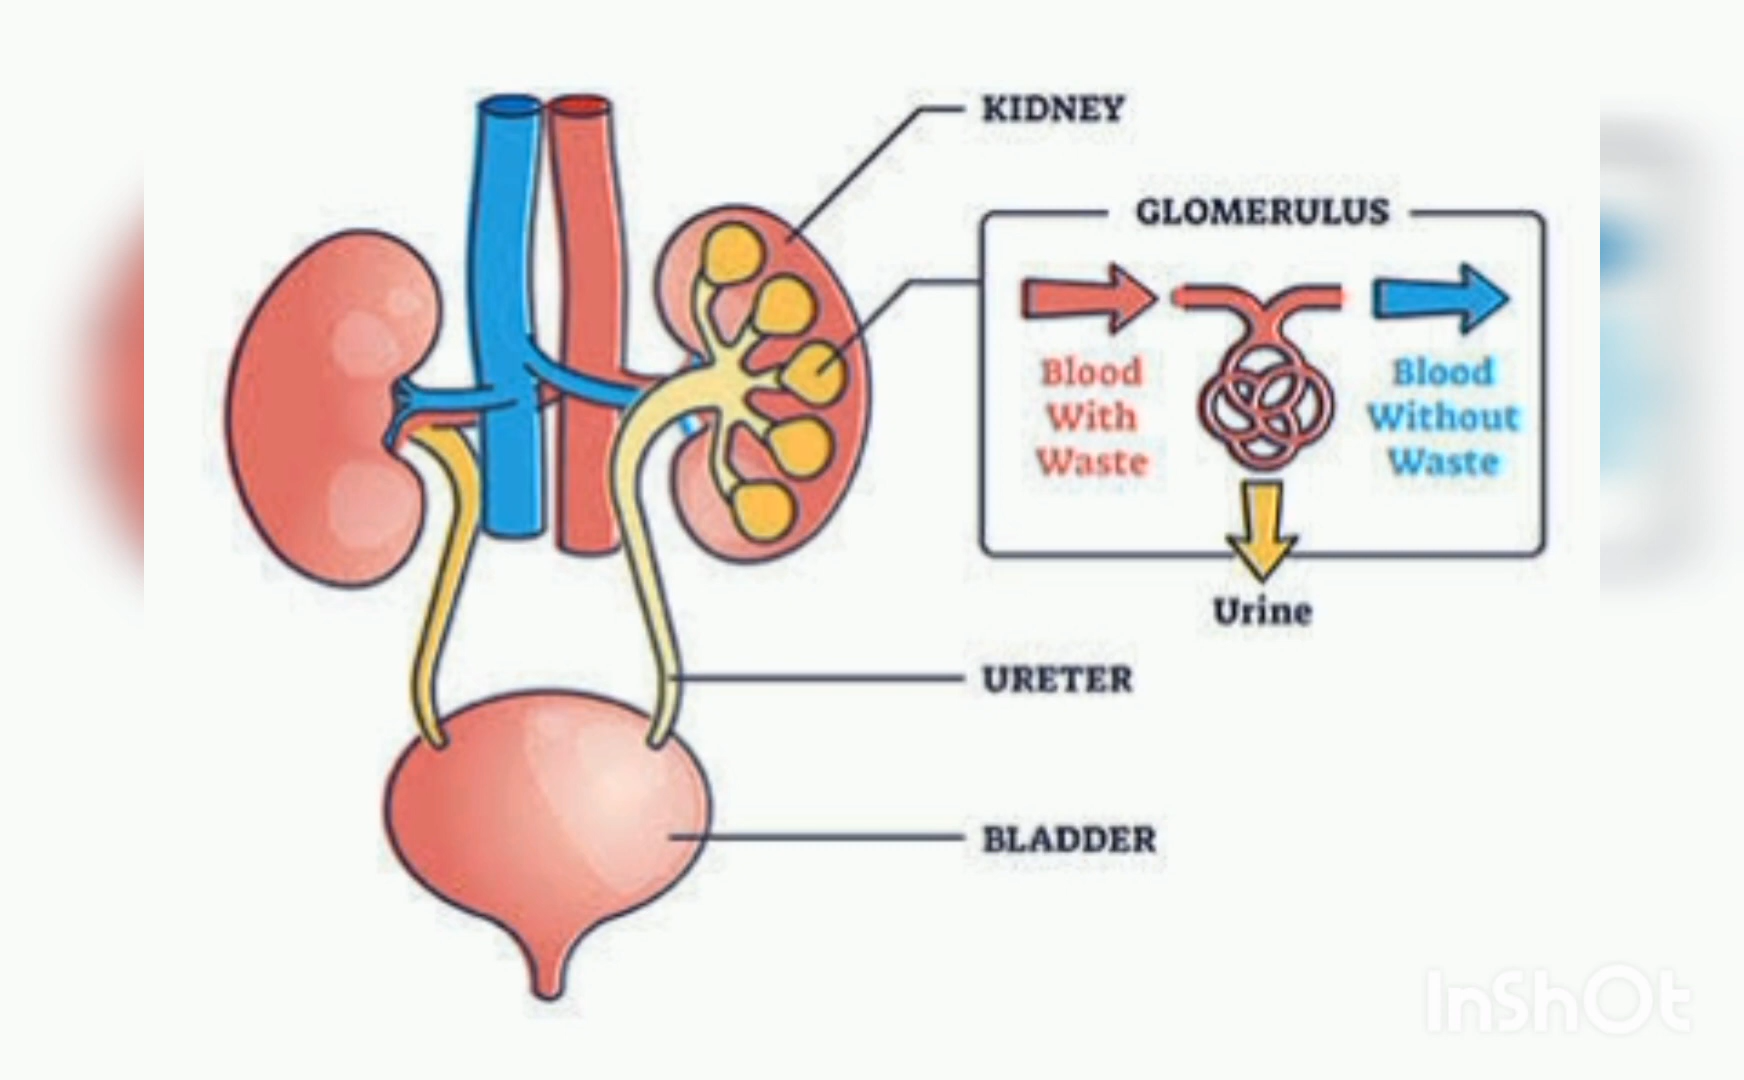 KIDNEY
GLOMERULUS
Blood
With
Waste
Blood
Without
Waste
Urine
URETER
BLADDER
InShOt